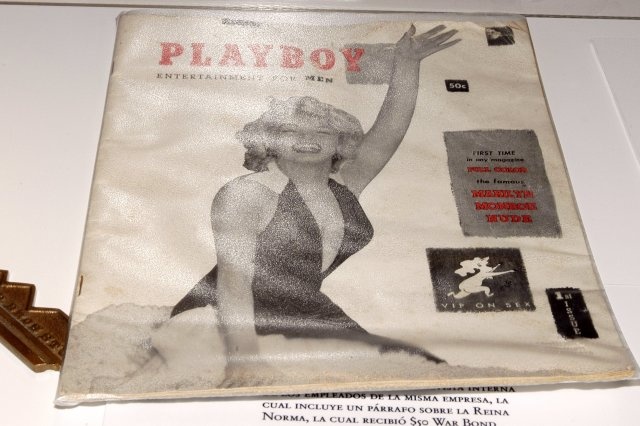 PLAYBOY
ENTERTAINMENT FOR MEN
50c
FIRST TIME
in any magazine
FULL COLOR
the famous
MARILYN
MONROE
NUDE
VIP ON SEX
1st
ISSUE
VISTA INTERNA
EMPLEADOS DE LA MISMA EMPRESA, LA
CUAL INCLUYE UN PÁRRAFO SOBRE LA REINA
NORMA, LA CUAL RECIBIÓ $50 WAR BOND